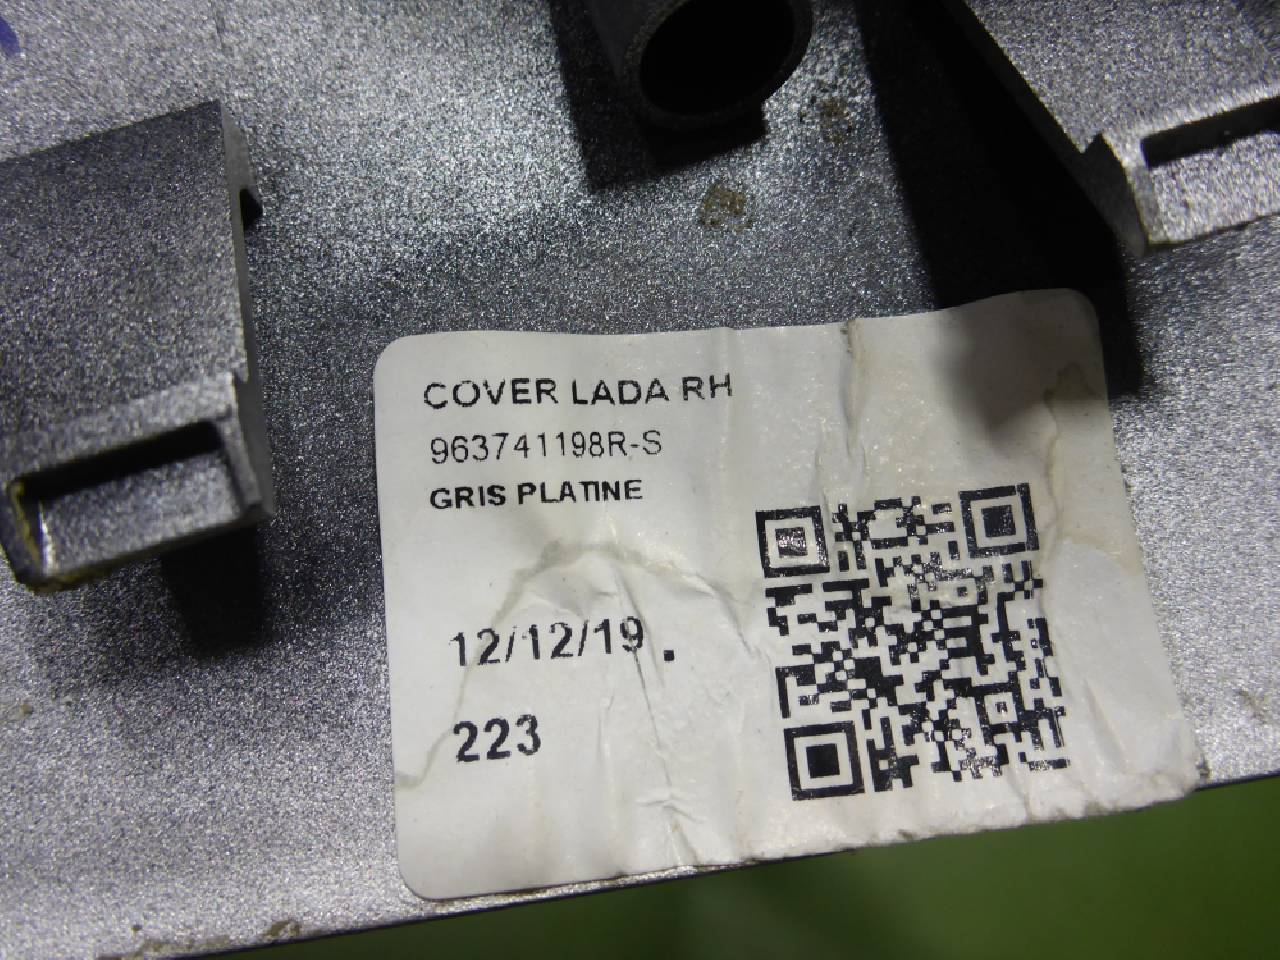 COVER LADA RH
963741198R-S
GRIS PLATINE
12/12/19.
223